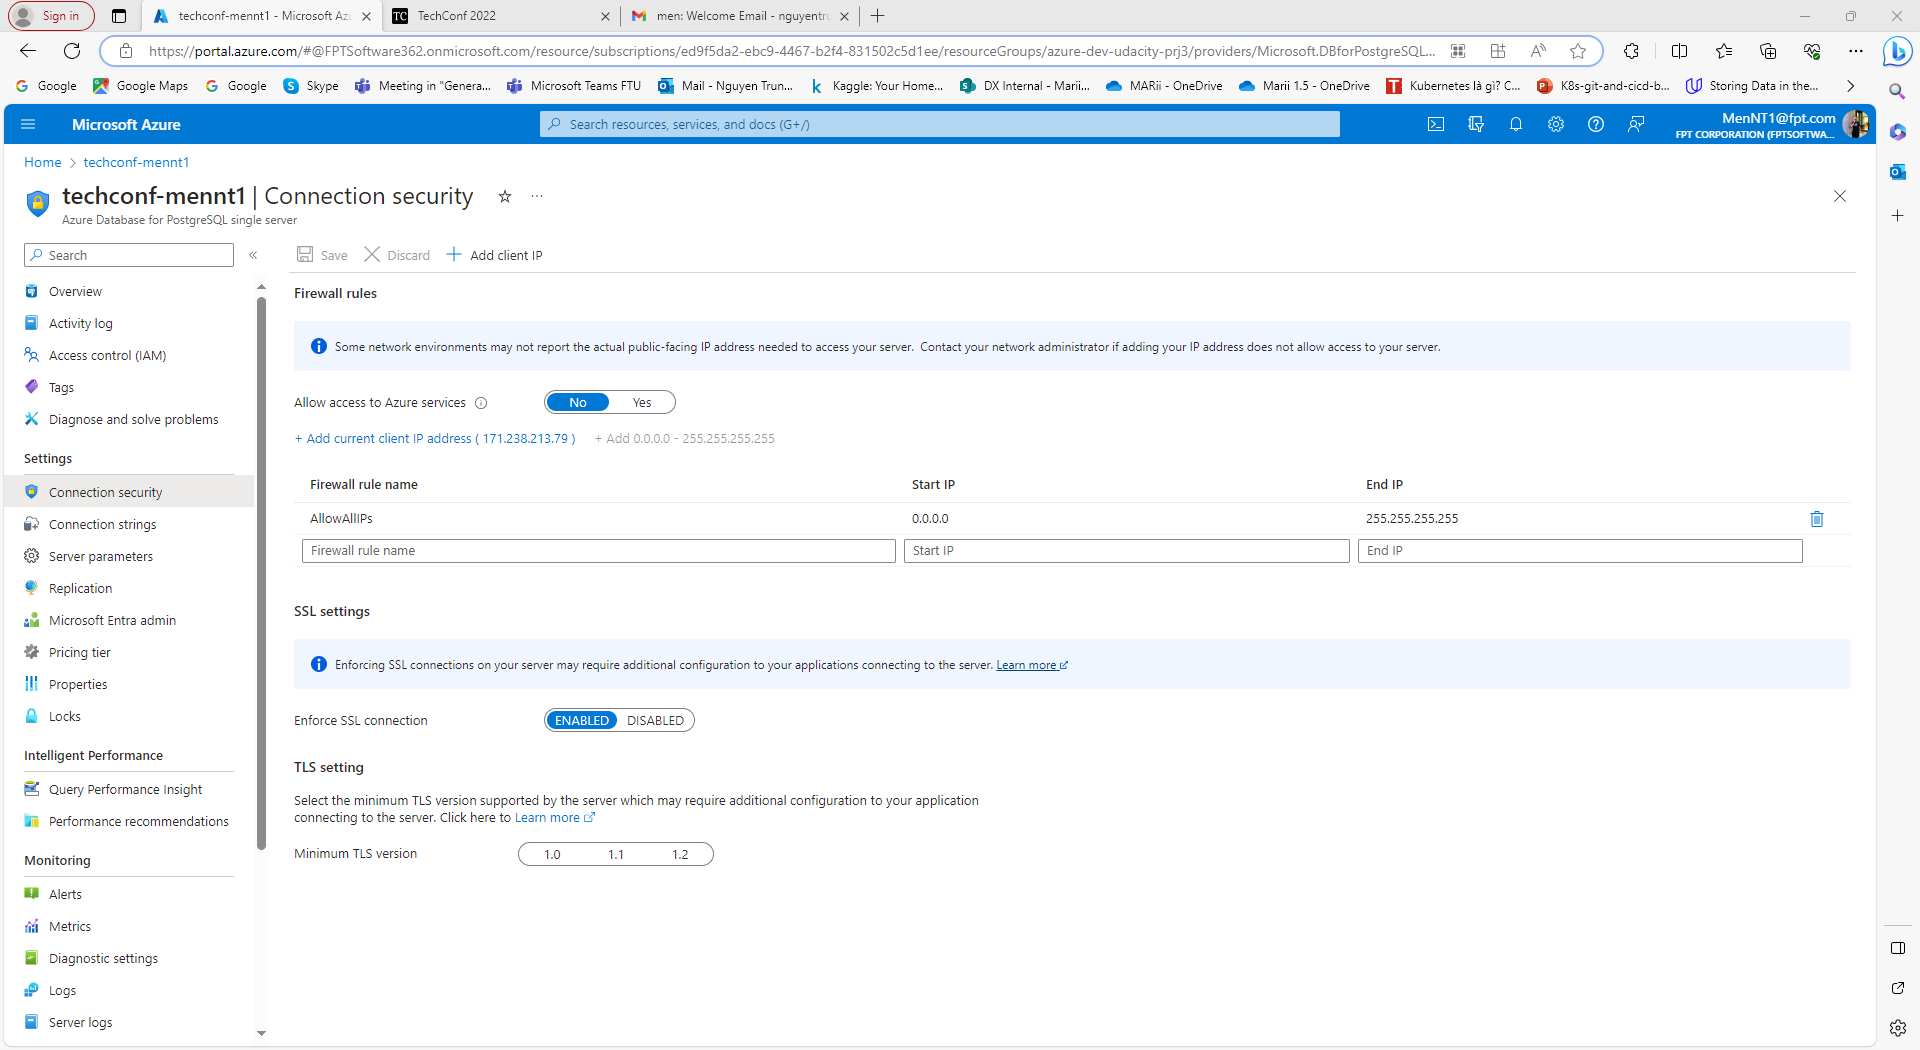 Sign in
techconf-mennt1 - Microsoft Azu
TechConf 2022
men: Welcome Email - nguyentru
https://portal.azure.com/#@FPTSoftware362.onmicrosoft.com/resource/subscriptions/ed9f5da2-ebc9-4467-b2f4-831502c5d1ee/resourceGroups/azure-dev-udacity-prj3/providers/Microsoft.DBforPostgreSQL...
Google
Google Maps
Google
Skype
Meeting in "Genera...
Microsoft Teams FTU
Mail - Nguyen Trun...
Kaggle: Your Home...
DX Internal - Marii...
MARii - OneDrive
Marii 1.5 - OneDrive
Kubernetes là gì? C...
K8s-git-and-cicd-b...
Storing Data in the...
Microsoft Azure
Search resources, services, and docs (G+/)
MenNT1@fpt.com
FPT CORPORATION (FPTSOFTWA...
Home > techconf-mennt1
techconf-mennt1 | Connection security
Azure Database for PostgreSQL single server
Search
Save
Discard
Add client IP
Overview
Activity log
Access control (IAM)
Tags
Diagnose and solve problems
Settings
Connection security
Connection strings
Server parameters
Replication
Microsoft Entra admin
Pricing tier
Properties
Locks
Intelligent Performance
Query Performance Insight
Performance recommendations
Monitoring
Alerts
Metrics
Diagnostic settings
Logs
Server logs
Firewall rules
Some network environments may not report the actual public-facing IP address needed to access your server. Contact your network administrator if adding your IP address does not allow access to your server.
Allow access to Azure services
No
Yes
+ Add current client IP address ( 171.238.213.79 )
+ Add 0.0.0.0 - 255.255.255.255
Firewall rule name
Start IP
End IP
AllowAllIPs
0.0.0.0
255.255.255.255
Firewall rule name
Start IP
End IP
SSL settings
Enforcing SSL connections on your server may require additional configuration to your applications connecting to the server. Learn more
Enforce SSL connection
ENABLED
DISABLED
TLS setting
Select the minimum TLS version supported by the server which may require additional configuration to your application
connecting to the server. Click here to Learn more
Minimum TLS version
1.0
1.1
1.2